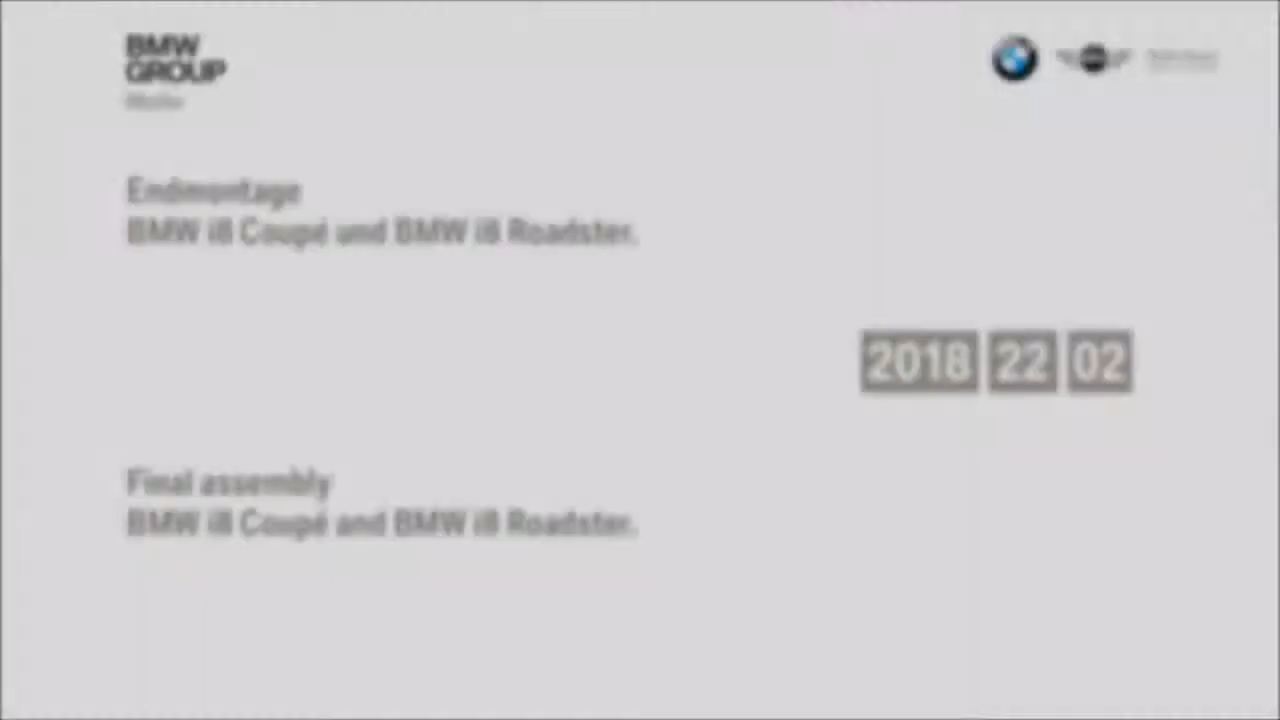 BMW
GROUP
Endmontage
BMW i8 Coupé und BMW i8 Roadster.
2018 22 02
Final assembly
BMW i8 Coupé and BMW i8 Roadster.